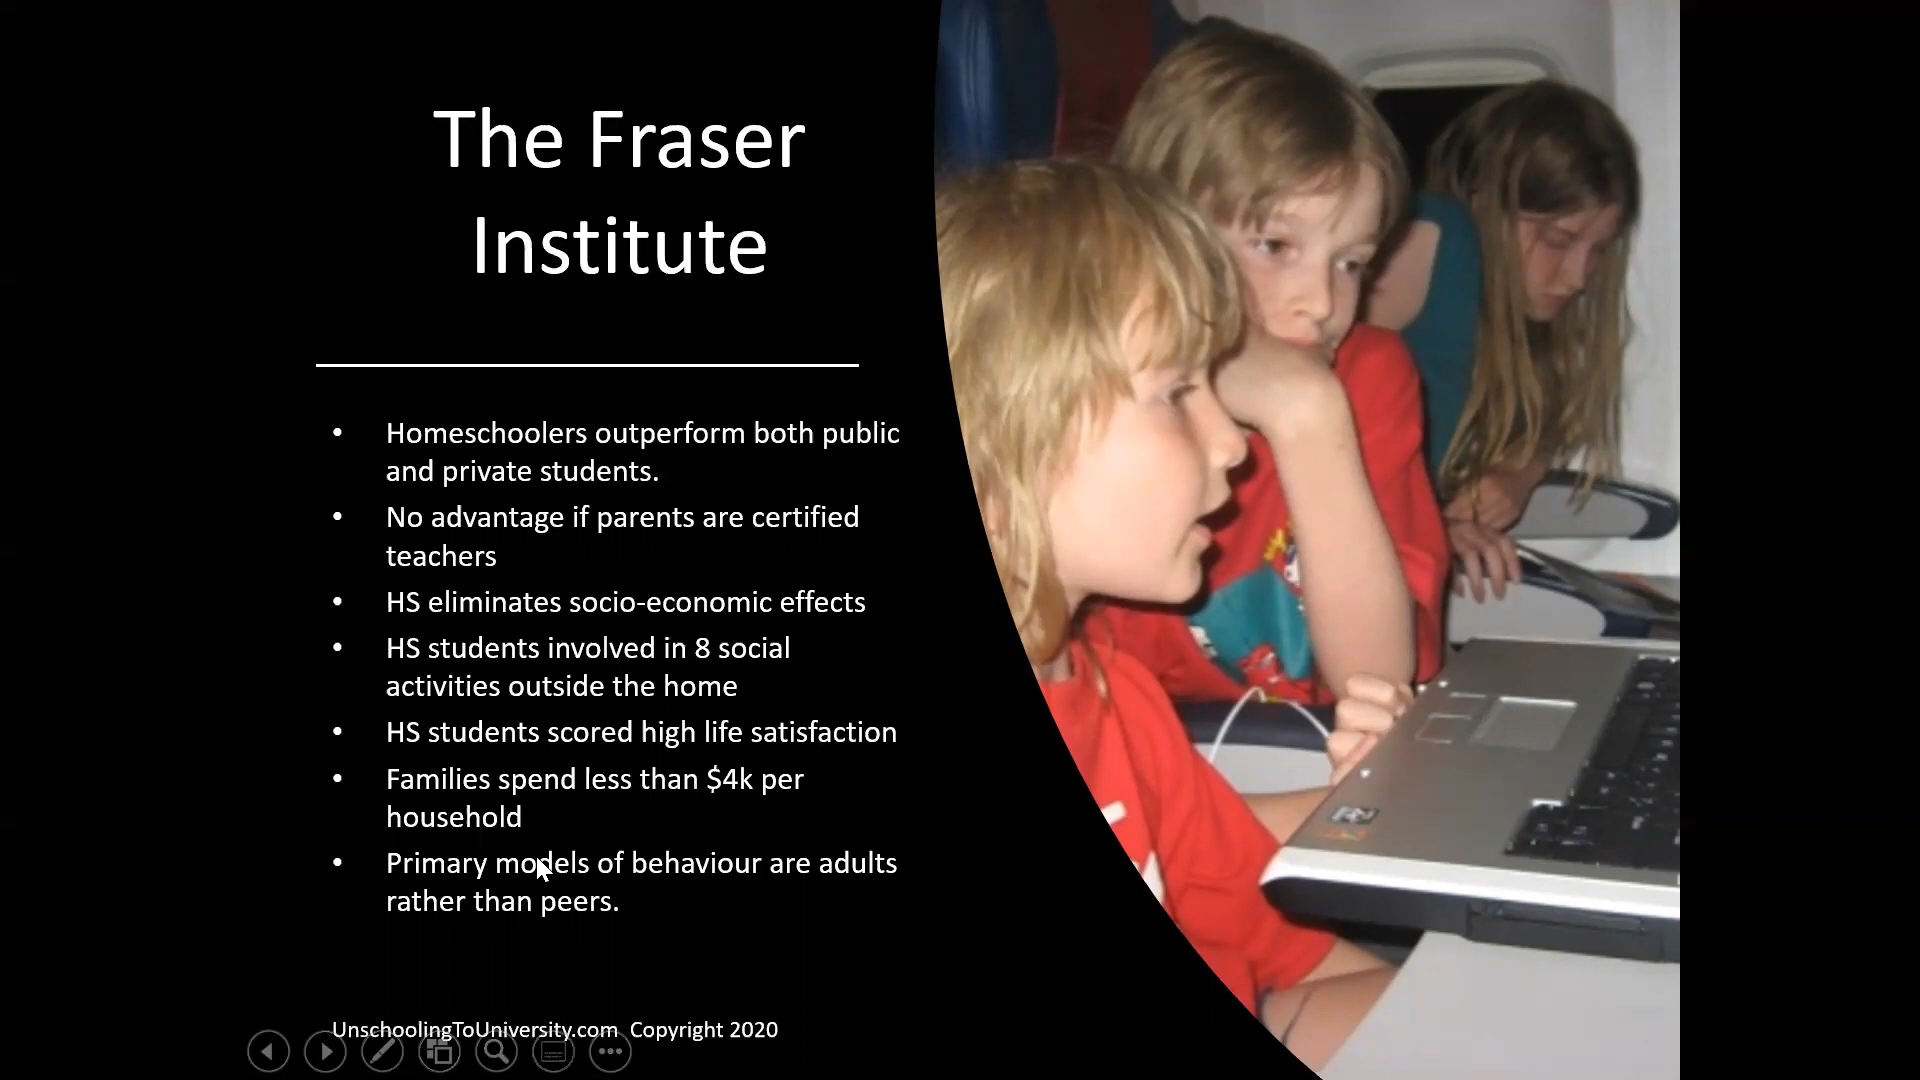 The Fraser
Institute
• Homeschoolers outperform both public
and private students.
• No advantage if parents are certified
teachers
• HS eliminates socio-economic effects
• HS students involved in 8 social
activities outside the home
• HS students scored high life satisfaction
• Families spend less than $4k per
household
• Primary models of behaviour are adults
rather than peers.
UnschoolingToUniversity.com Copyright 2020